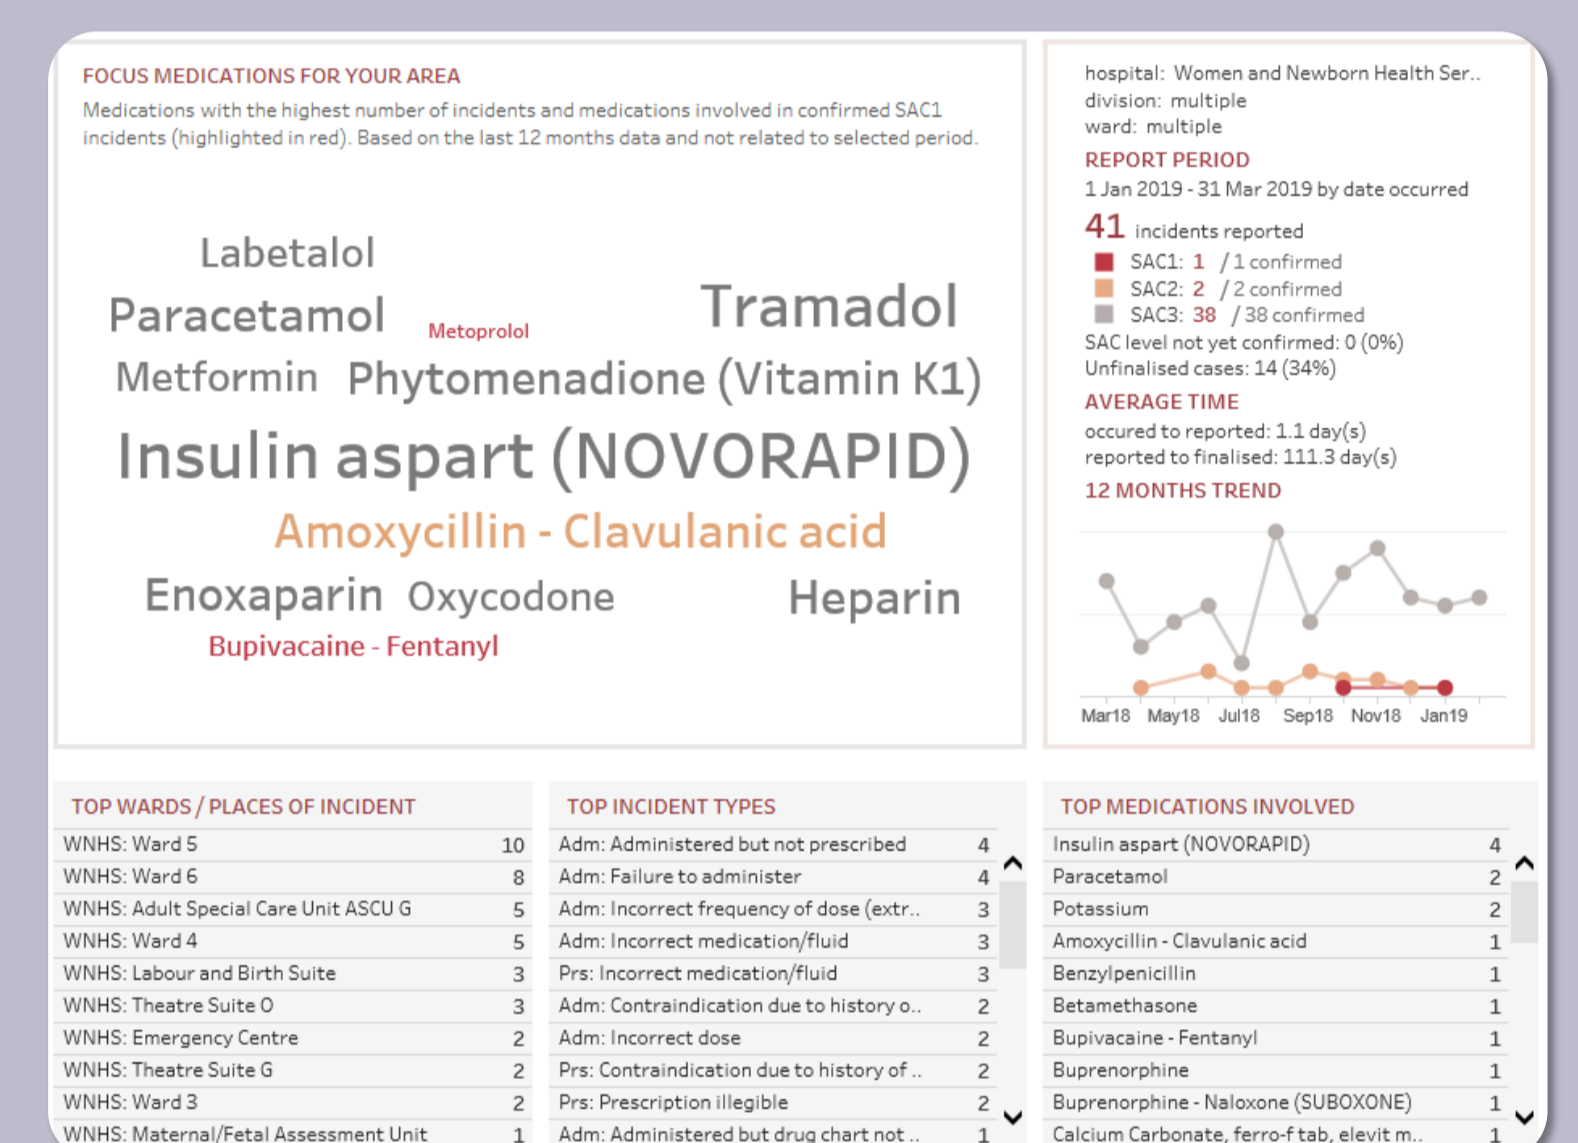 FOCUS MEDICATIONS FOR YOUR AREA
Medications with the highest number of incidents and medications involved in confirmed SAC1
incidents (highlighted in red). Based on the last 12 months data and not related to selected period.
Labetalol
Paracetamol
Metoprolol
Tramadol
Metformin
Phytomenadione (Vitamin K1)
Insulin aspart (NOVORAPID)
Amoxycillin - Clavulanic acid
Enoxaparin
Oxycodone
Heparin
Bupivacaine - Fentanyl
hospital: Women and Newborn Health Ser..
division: multiple
ward: multiple
REPORT PERIOD
1 Jan 2019 - 31 Mar 2019 by date occurred
41 incidents reported
SAC1: 1 / 1 confirmed
SAC2: 2 / 2 confirmed
SAC3: 38 / 38 confirmed
SAC level not yet confirmed: 0 (0%)
Unfinalised cases: 14 (34%)
AVERAGE TIME
occured to reported: 1.1 day(s)
reported to finalised: 111.3 day(s)
12 MONTHS TREND
Mar18 May18 Jul18 Sep18 Nov18 Jan19
TOP WARDS / PLACES OF INCIDENT
WNHS: Ward 5 10
WNHS: Ward 6 8
WNHS: Adult Special Care Unit ASCU G 5
WNHS: Ward 4 5
WNHS: Labour and Birth Suite 3
WNHS: Theatre Suite O 3
WNHS: Emergency Centre 2
WNHS: Theatre Suite G 2
WNHS: Ward 3 2
WNHS: Maternal/Fetal Assessment Unit 1
TOP INCIDENT TYPES
Adm: Administered but not prescribed 4
Adm: Failure to administer 4
Adm: Incorrect frequency of dose (extr.. 3
Adm: Incorrect medication/fluid 3
Prs: Incorrect medication/fluid 3
Adm: Contraindication due to history o.. 2
Adm: Incorrect dose 2
Prs: Contraindication due to history of .. 2
Prs: Prescription illegible 2
Adm: Administered but drug chart not .. 1
TOP MEDICATIONS INVOLVED
Insulin aspart (NOVORAPID) 4
Paracetamol 2
Potassium 2
Amoxycillin - Clavulanic acid 1
Benzylpenicillin 1
Betamethasone 1
Bupivacaine - Fentanyl 1
Buprenorphine 1
Buprenorphine - Naloxone (SUBOXONE) 1
Calcium Carbonate, ferro-f tab, elevit m.. 1